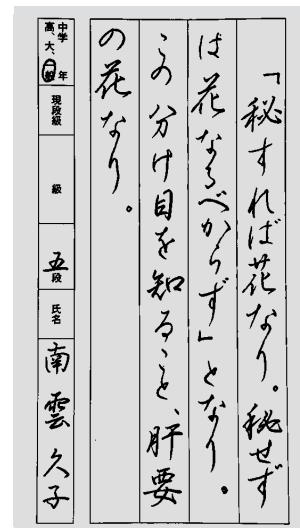 「秘すれば花なり。秘せず
は花なるべからず」となり。
この分け目を知ること、肝要
の花なり。
中学 高、大、一般 年 現段級 級 五段 氏名 南雲久子